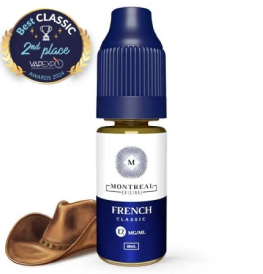 Best CLASSIC
2nd place
VAPEXPO
AWARDS 2024
M
MONTREAL
ORIGINAL
FRENCH
CLASSIC
12 MG/ML
10ML